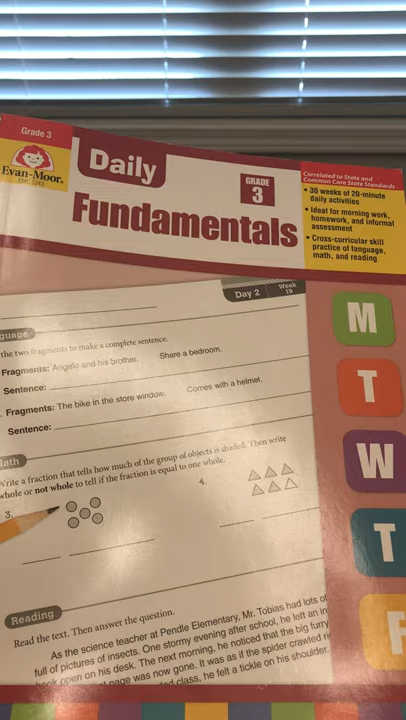 Grade 3
Evan-Moor®
EMC 3243
Daily
GRADE
3
Fundamentals
Correlated to State and
Common Core State Standards
• 30 weeks of 20-minute
daily activities
• Ideal for morning work,
homework, and informal
assessment
• Cross-curricular skill
practice of language,
math, and reading
Day 2
Week
19
guage
the two fragments to make a complete sentence.
Fragments: Angelo and his brother.
Share a bedroom.
Sentence:
Fragments: The bike in the store window.
Comes with a helmet.
Sentence:
Math
Write a fraction that tells how much of the group of objects is shaded. Then write
whole or not whole to tell if the fraction is equal to one whole.
3.
4.
Reading
Read the text. Then answer the question.
As the science teacher at Pendle Elementary, Mr. Tobias had lots of
full of pictures of insects. One stormy evening after school, he left an in
book open on his desk. The next morning, he noticed that the big furry
page was now gone. It was as if the spider crawled
class, he felt a tickle on his shoulder.
M
T
W
T
F